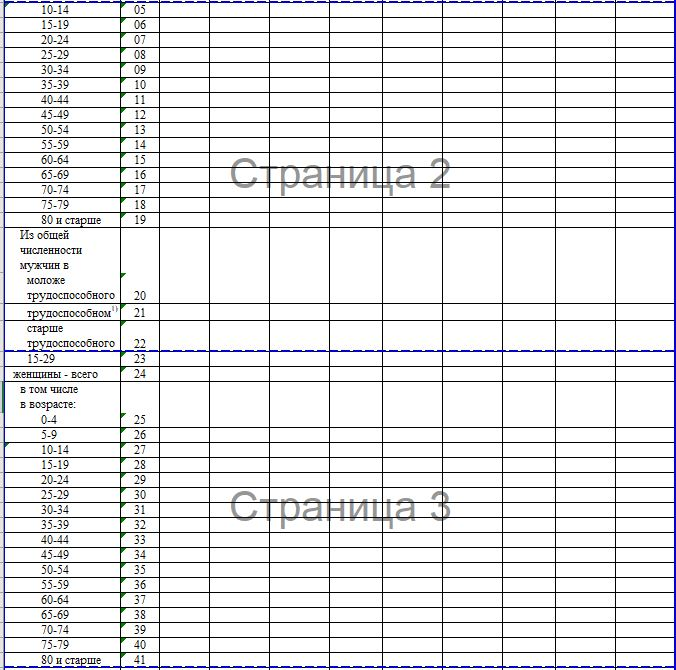 10-14 05
15-19 06
20-24 07
25-29 08
30-34 09
35-39 10
40-44 11
45-49 12
50-54 13
55-59 14
60-64 15
65-69 16
Страница 2
70-74 17
75-79 18
80 и старше 19
Из общей
численности
мужчин в
моложе
трудоспособного 20
трудоспособном¹⁾ 21
старше
трудоспособного 22
15-29 23
женщины - всего 24
в том числе
в возрасте:
0-4 25
5-9 26
10-14 27
15-19 28
20-24 29
25-29 30
30-34 31
Страница 3
35-39 32
40-44 33
45-49 34
50-54 35
55-59 36
60-64 37
65-69 38
70-74 39
75-79 40
80 и старше 41